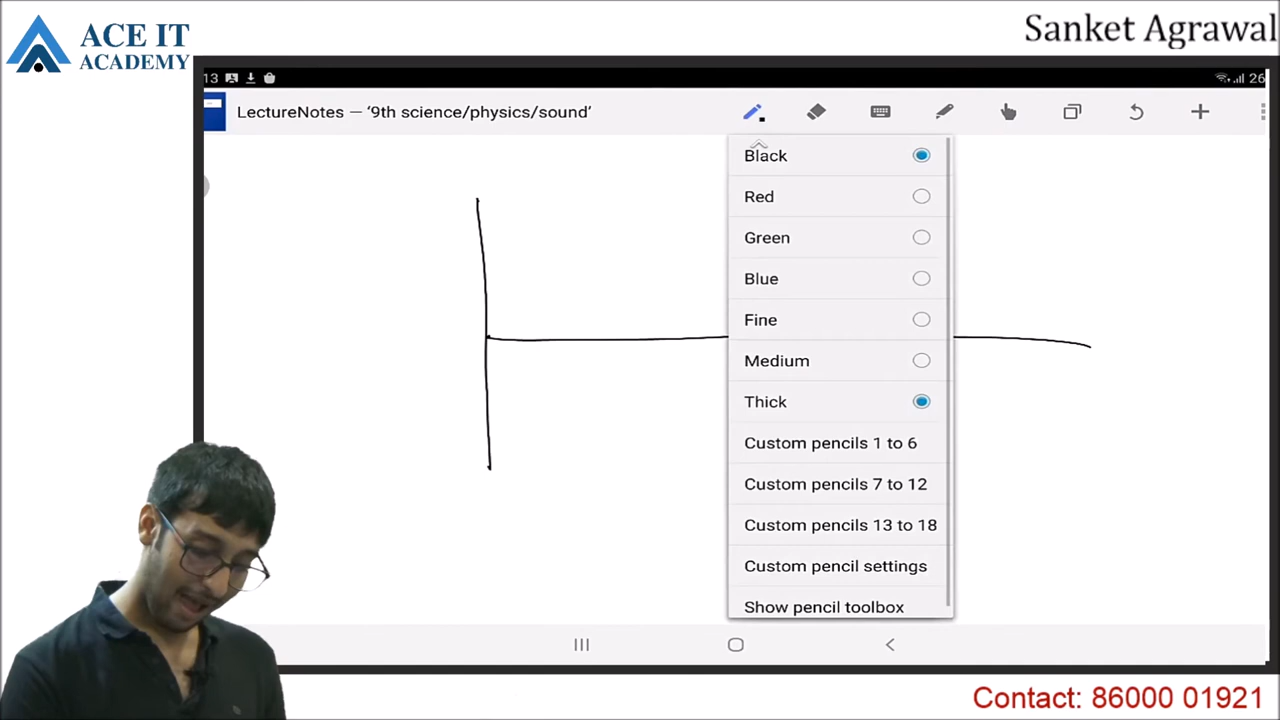 ACE IT
ACADEMY
Sanket Agrawal
13
26
LectureNotes — ‘9th science/physics/sound’
Black
Red
Green
Blue
Fine
Medium
Thick
Custom pencils 1 to 6
Custom pencils 7 to 12
Custom pencils 13 to 18
Custom pencil settings
Show pencil toolbox
Contact: 86000 01921